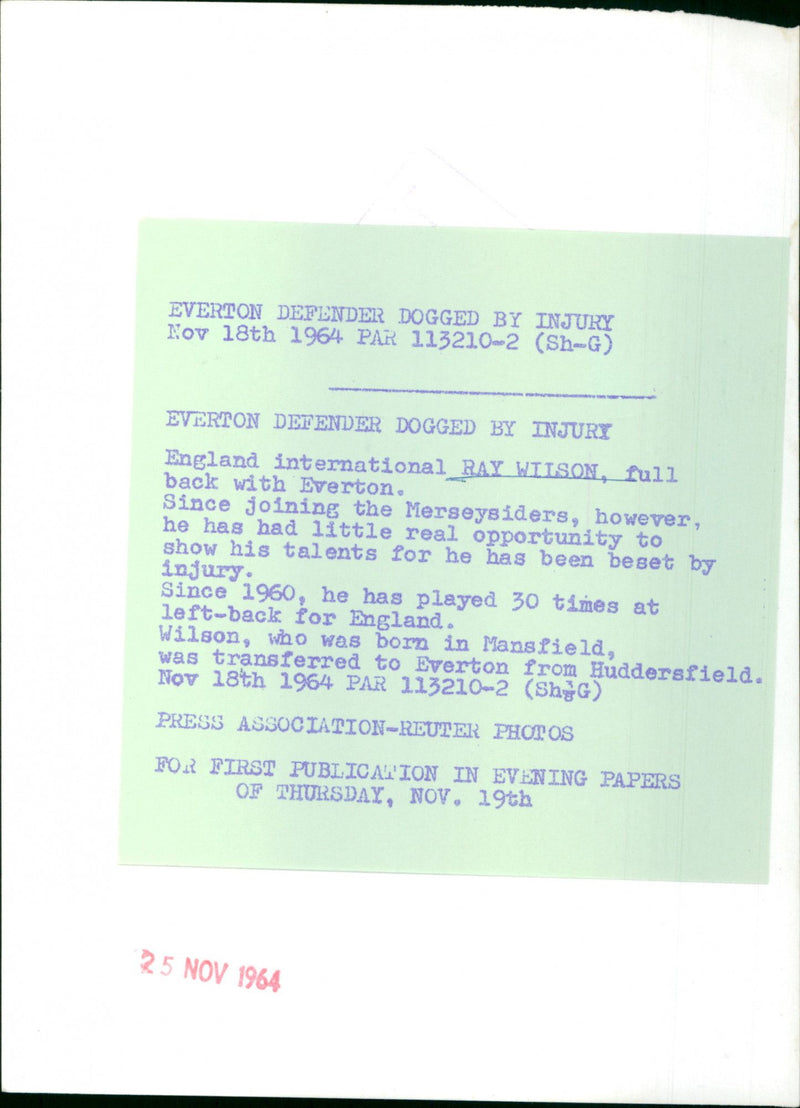 EVERTON DEFENDER DOGGED BY INJURY
Nov 18th 1964 PAR 113210-2 (Sh-G)
EVERTON DEFENDER DOGGED BY INJURY
England international RAY WIISON, full
back with Everton.
Since joining the Merseysiders, however,
he has had little real opportunity to
show his talents for he has been beset by
injury.
Since 1960, he has played 30 times at
left-back for England.
Wilson, who was born in Mansfield,
was transferred to Everton from Huddersfield.
Nov 18th 1964 PAR 113210-2 (Sh⅜G)
PRESS ASSOCIATION-REUTER PHOTOS
FOR FIRST PUBLICATION IN EVENING PAPERS
OF THURSDAY, NOV. 19th
25 NOV 1964